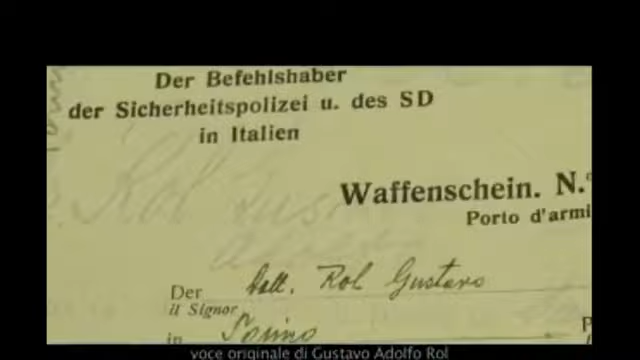 Der Befehlshaber
der Sicherheitspolizei u. des SD
in Italien
Waffenschein. N.º
Porto d'armi
Der Dott. Rol Gustavo
il Signor
in Torino
voce originale di Gustavo Adolfo Rol